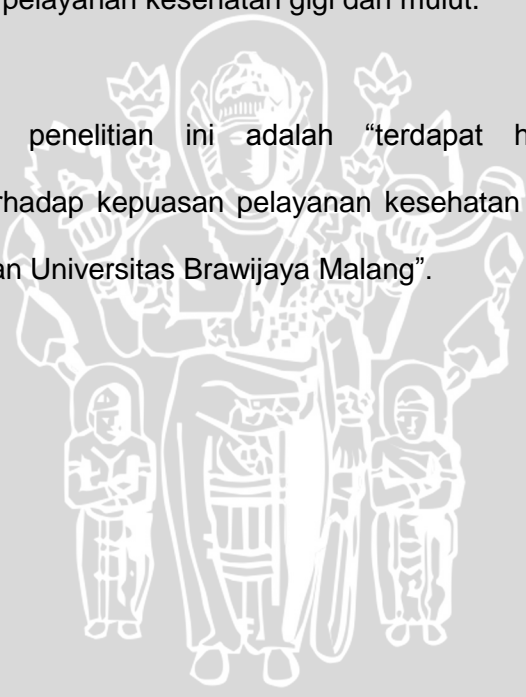 pelayanan kesehatan gigi dan mulut.
penelitian ini adalah “terdapat h
rhadap kepuasan pelayanan kesehatan
an Universitas Brawijaya Malang”.